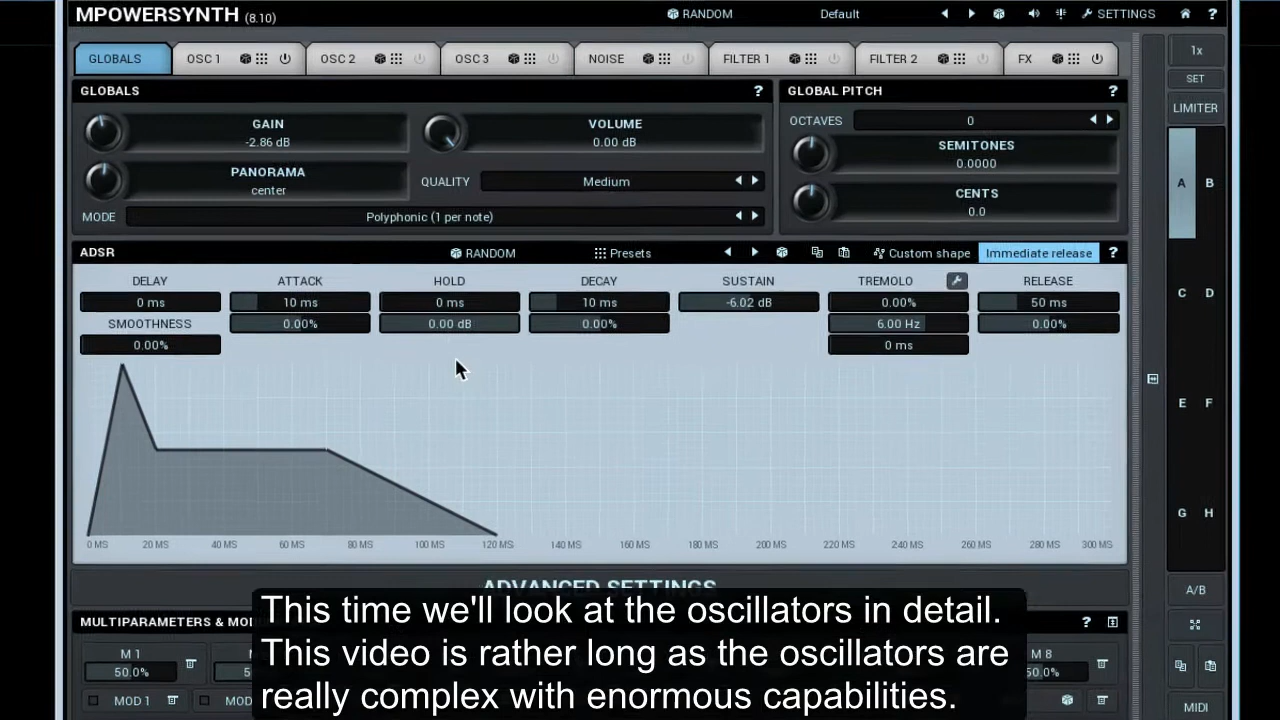 MPOWERSYNTH (8.10) RANDOM Default SETTINGS ?
GLOBALS OSC 1 OSC 2 OSC 3 NOISE FILTER 1 FILTER 2 FX
1x
SET
LIMITER
GLOBALS ?
GAIN
-2.86 dB
VOLUME
0.00 dB
PANORAMA
center
QUALITY Medium
MODE Polyphonic (1 per note)
GLOBAL PITCH ?
OCTAVES 0
SEMITONES
0.0000
CENTS
0.0
A B
C D
E F
G H
A/B
MIDI
ADSR RANDOM Presets Custom shape Immediate release ?
DELAY ATTACK HOLD DECAY SUSTAIN TREMOLO RELEASE
0 ms 10 ms 0 ms 10 ms -6.02 dB 0.00% 50 ms
SMOOTHNESS 0.00% 0.00 dB 0.00% 6.00 Hz 0.00%
0.00% 0 ms
0 MS 20 MS 40 MS 60 MS 80 MS 100 MS 120 MS 140 MS 160 MS 180 MS 200 MS 220 MS 240 MS 260 MS 280 MS 300 MS
ADVANCED SETTINGS
MULTIPARAMETERS & MOD ?
M 1 M 8
50.0% 5 50.0%
MOD 1 MOD
This time we'll look at the oscillators in detail.
This video is rather long as the oscillators are
really complex with enormous capabilities.